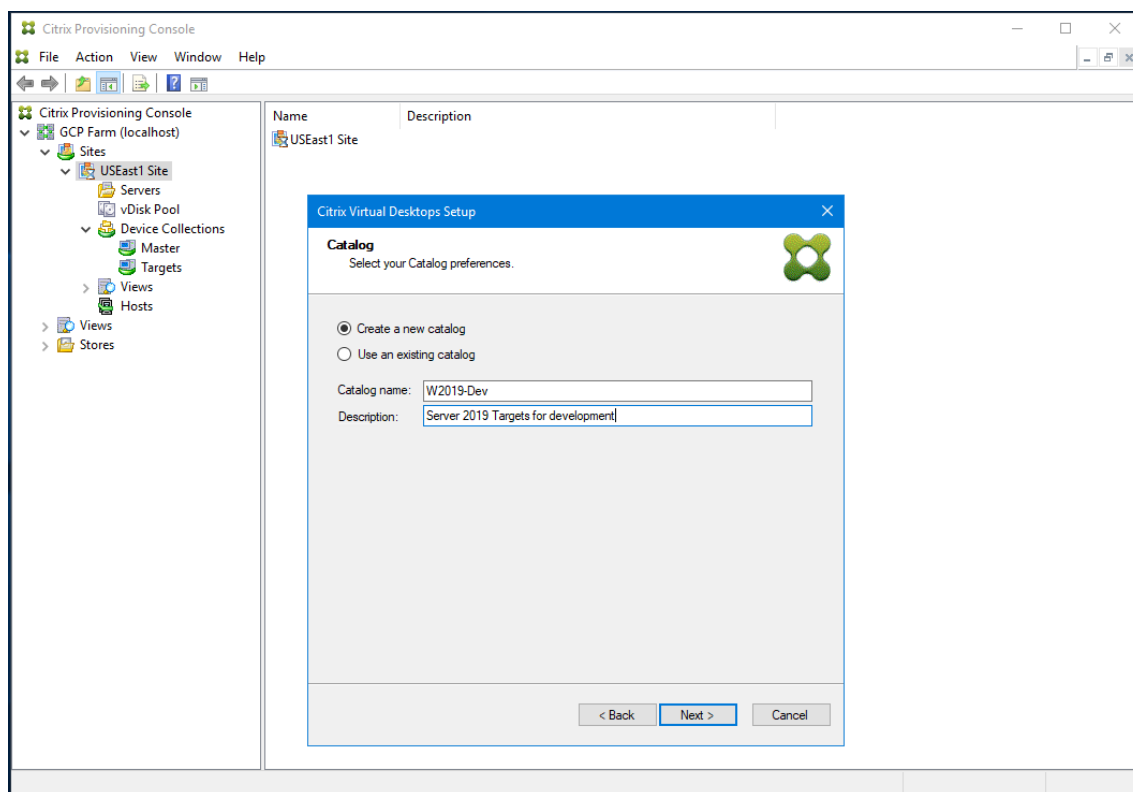 Citrix Provisioning Console
File Action View Window Help
Citrix Provisioning Console
GCP Farm (localhost)
Sites
USEast1 Site
Servers
vDisk Pool
Device Collections
Master
Targets
Views
Hosts
Views
Stores
Name Description
USEast1 Site
Citrix Virtual Desktops Setup
Catalog
Select your Catalog preferences.
Create a new catalog
Use an existing catalog
Catalog name: W2019-Dev
Description: Server 2019 Targets for development
< Back Next > Cancel